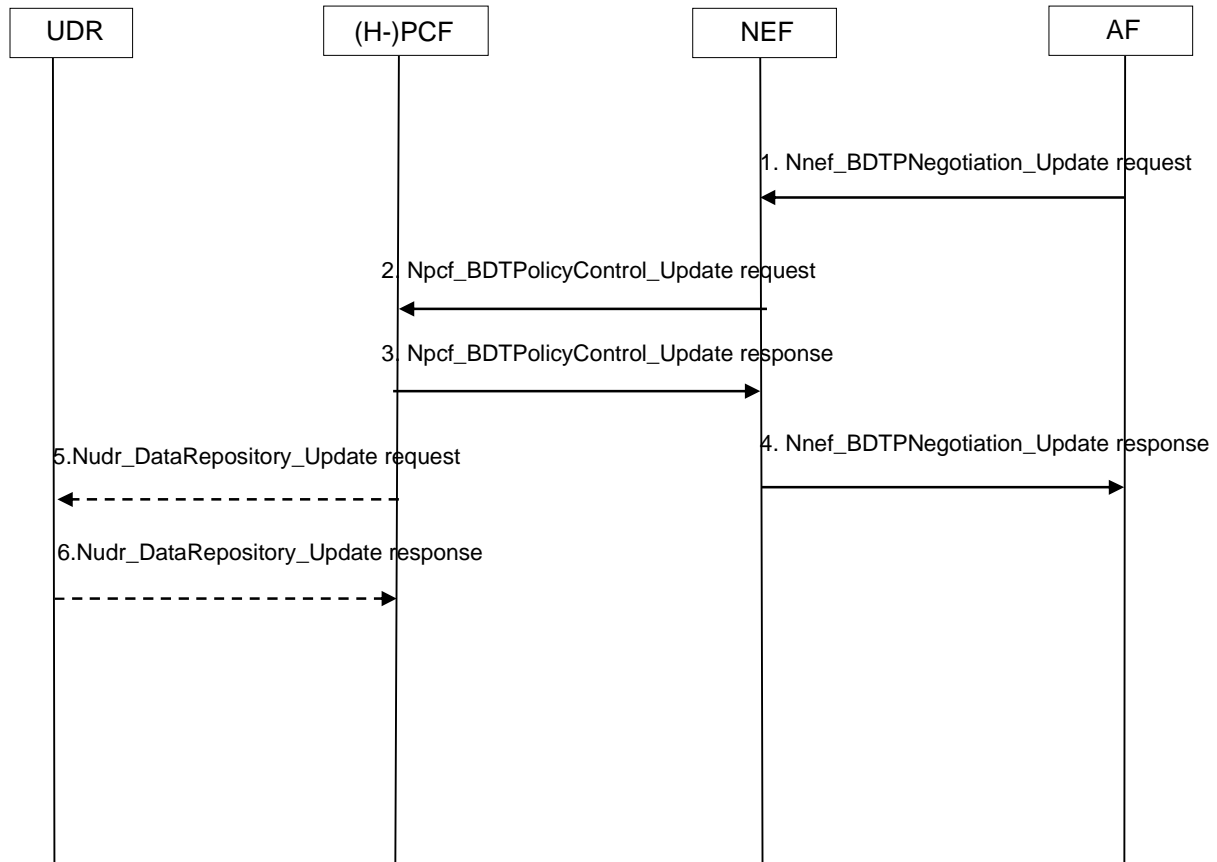 UDR
(H-)PCF
NEF
AF
1. Nnef_BDTPNegotiation_Update request
2. Npcf_BDTPolicyControl_Update request
3. Npcf_BDTPolicyControl_Update response
4. Nnef_BDTPNegotiation_Update response
5.Nudr_DataRepository_Update request
6.Nudr_DataRepository_Update response